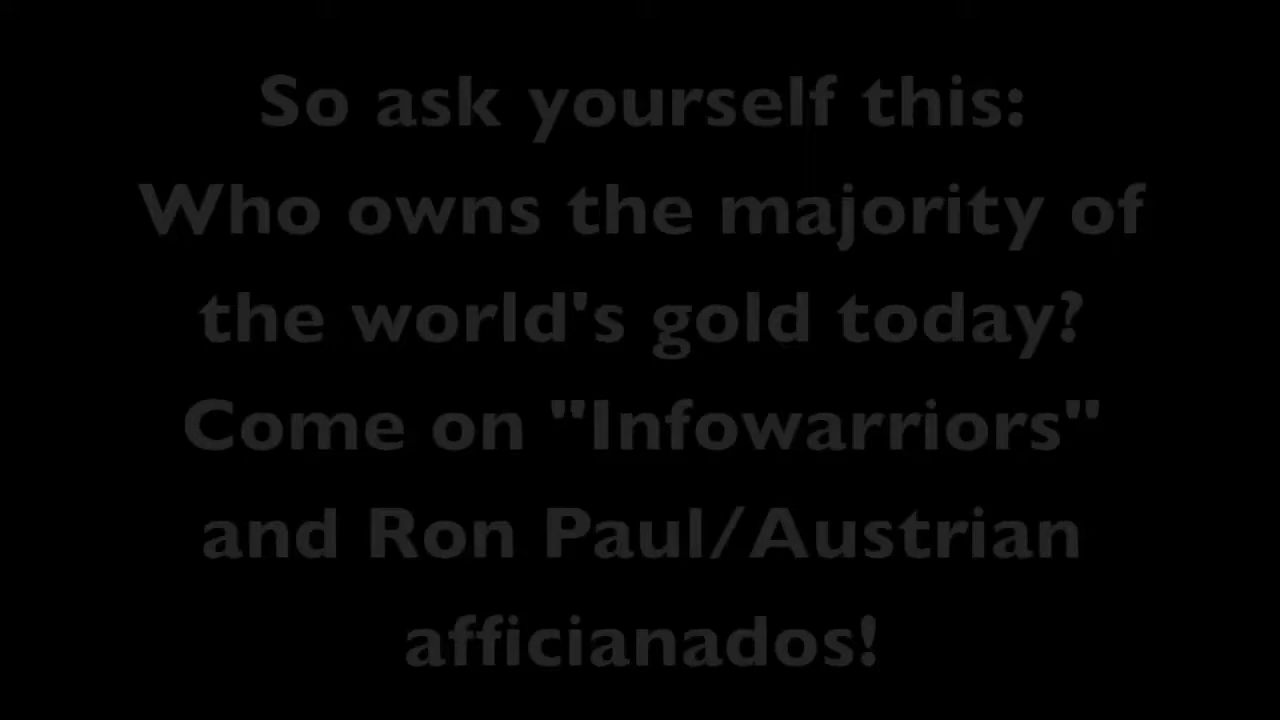 So ask yourself this:
Who owns the majority of
the world's gold today?
Come on "Infowarriors"
and Ron Paul/Austrian
afficianados!